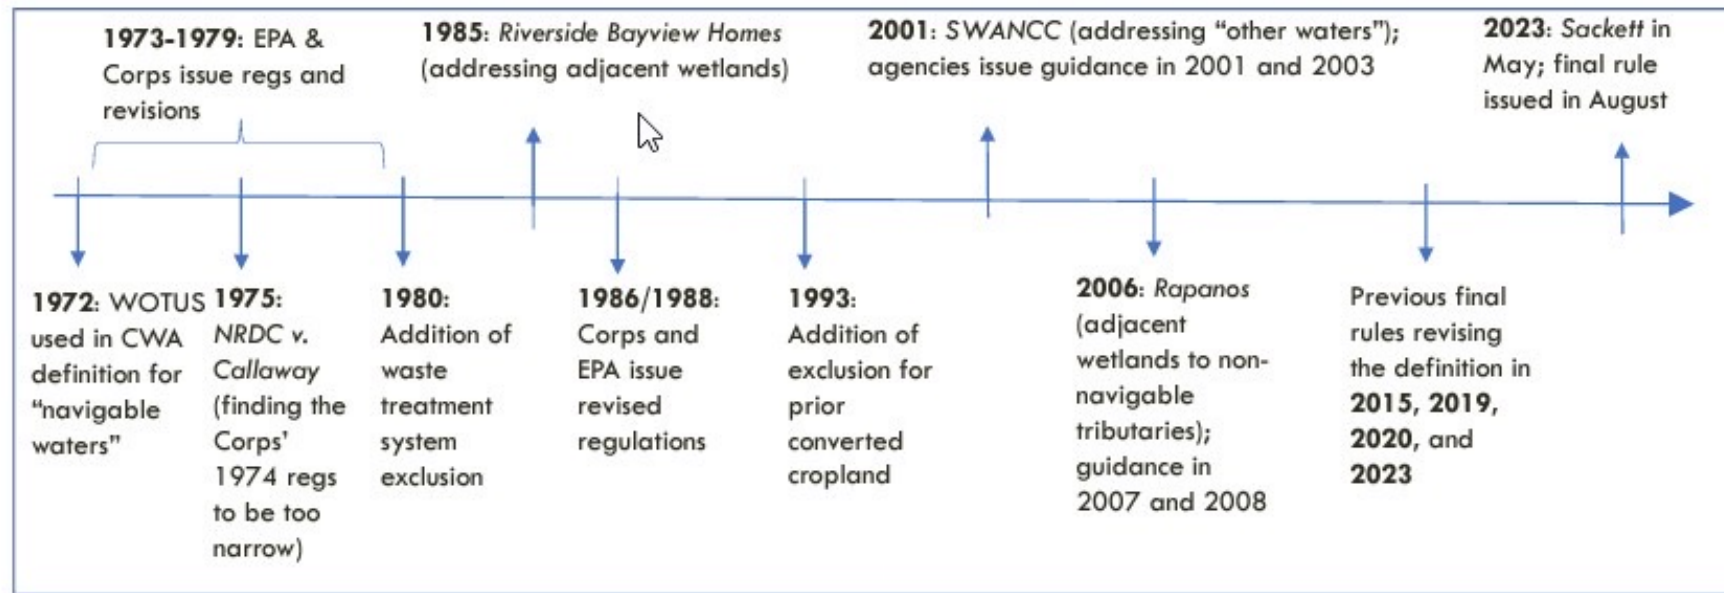 1973-1979: EPA &
Corps issue regs and
revisions
1985: Riverside Bayview Homes
(addressing adjacent wetlands)
2001: SWANCC (addressing “other waters”);
agencies issue guidance in 2001 and 2003
2023: Sackett in
May; final rule
issued in August
1972: WOTUS
used in CWA
definition for
“navigable
waters”
1975:
NRDC v.
Callaway
(finding the
Corps’
1974 regs
to be too
narrow)
1980:
Addition of
waste
treatment
system
exclusion
1986/1988:
Corps and
EPA issue
revised
regulations
1993:
Addition of
exclusion for
prior
converted
cropland
2006: Rapanos
(adjacent
wetlands to non-
navigable
tributaries);
guidance in
2007 and 2008
Previous final
rules revising
the definition in
2015, 2019,
2020, and
2023